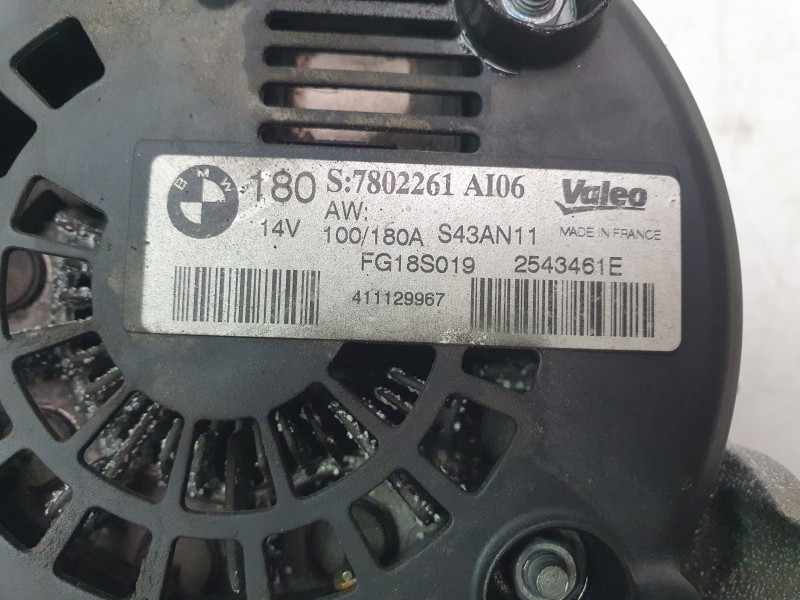 BMW 180 S:7802261 AI06 Valeo
AW:
14V 100/180A S43AN11 MADE IN FRANCE
FG18S019 2543461E
411129967